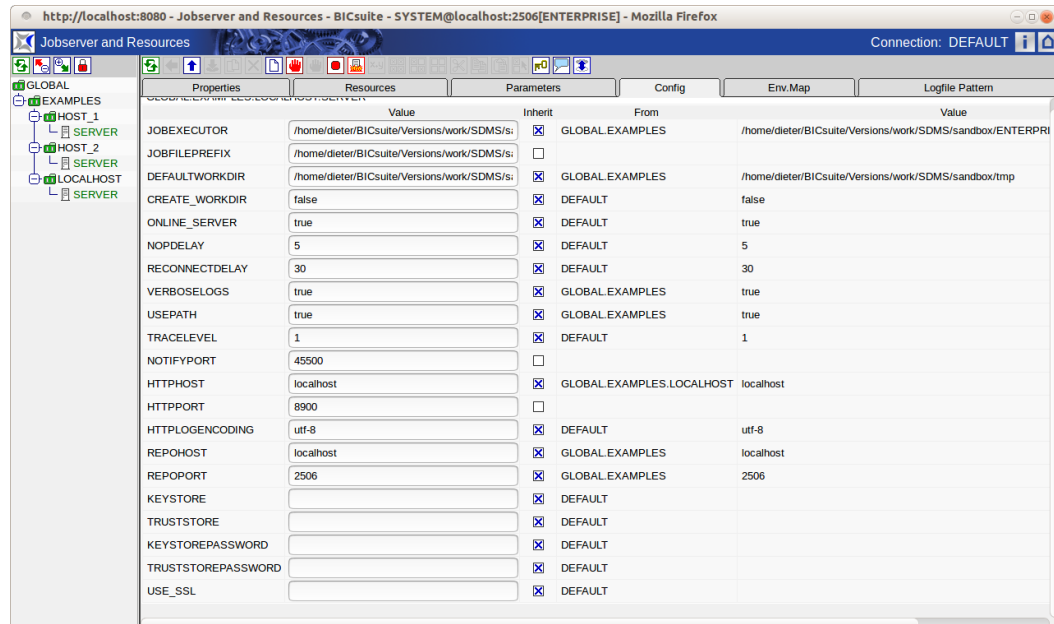 http://localhost:8080 - Jobserver and Resources - BICsuite - SYSTEM@localhost:2506[ENTERPRISE] - Mozilla Firefox
Jobserver and Resources Connection: DEFAULT
GLOBAL
EXAMPLES
HOST_1
SERVER
HOST_2
SERVER
LOCALHOST
SERVER
Properties Resources Parameters Config Env.Map Logfile Pattern
GLOBAL.EXAMPLES.LOCALHOST.SERVER
Value Inherit From Value
JOBEXECUTOR /home/dieter/BICsuite/Versions/work/SDMS/sa GLOBAL.EXAMPLES /home/dieter/BICsuite/Versions/work/SDMS/sandbox/ENTERPRI
JOBFILEPREFIX /home/dieter/BICsuite/Versions/work/SDMS/sa
DEFAULTWORKDIR /home/dieter/BICsuite/Versions/work/SDMS/sa GLOBAL.EXAMPLES /home/dieter/BICsuite/Versions/work/SDMS/sandbox/tmp
CREATE_WORKDIR false DEFAULT false
ONLINE_SERVER true DEFAULT true
NOPDELAY 5 DEFAULT 5
RECONNECTDELAY 30 DEFAULT 30
VERBOSELOGS true GLOBAL.EXAMPLES true
USEPATH true GLOBAL.EXAMPLES true
TRACELEVEL 1 DEFAULT 1
NOTIFYPORT 45500
HTTPHOST localhost GLOBAL.EXAMPLES.LOCALHOST localhost
HTTPPORT 8900
HTTPLOGENCODING utf-8 DEFAULT utf-8
REPOHOST localhost GLOBAL.EXAMPLES localhost
REPOPORT 2506 GLOBAL.EXAMPLES 2506
KEYSTORE DEFAULT
TRUSTSTORE DEFAULT
KEYSTOREPASSWORD DEFAULT
TRUSTSTOREPASSWORD DEFAULT
USE_SSL DEFAULT